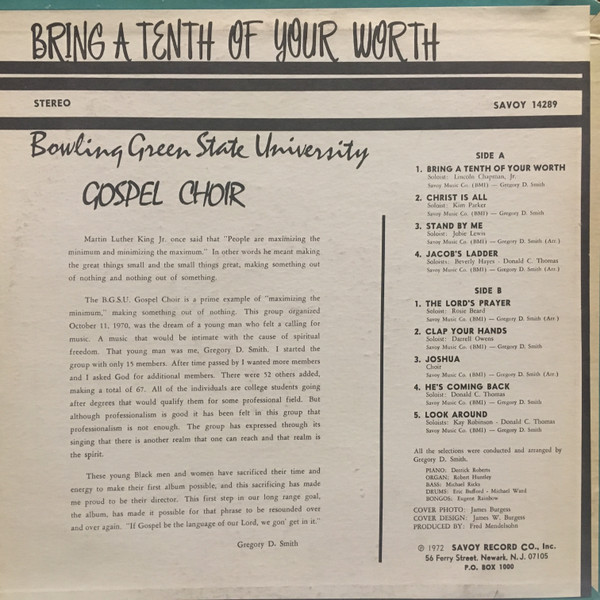 BRING A TENTH OF YOUR WORTH
STEREO
SAVOY 14289
Bowling Green State University
GOSPEL CHOIR
Martin Luther King Jr. once said that "People are maximizing the
minimum and minimizing the maximum." In other words he meant making
the great things small and the small things great, making something out
of nothing and nothing out of something.
The B.G.S.U. Gospel Choir is a prime example of "maximizing the
minimum," making something out of nothing. This group organized
October 11, 1970, was the dream of a young man who felt a calling for
music. A music that would be intimate with the cause of spiritual
freedom. That young man was me, Gregory D. Smith. I started the
group with only 15 members. After time passed by I wanted more members
and I asked God for additional members. There were 52 others added,
making a total of 67. All of the individuals are college students going
after degrees that would qualify them for some professional field. But
although professionalism is good it has been felt in this group that
professionalism is not enough. The group has expressed through its
singing that there is another realm that one can reach and that realm is
the spirit.
These young Black men and women have sacrificed their time and
energy to make their first album possible, and this sacrificing has made
me proud to be their director. This first step in our long range goal,
the album, has made it possible for that phrase to be resounded over
and over again. "If Gospel be the language of our Lord, we gon' get in it."
Gregory D. Smith
SIDE A
1. BRING A TENTH OF YOUR WORTH
Soloist: Lincoln Chapman, Jr.
Savoy Music Co. (BMI) — Gregory D. Smith
2. CHRIST IS ALL
Soloist: Kim Parker
Savoy Music Co. (BMI) — Gregory D. Smith
3. STAND BY ME
Soloist: Julie Lewis
Savoy Music Co. (BMI) — Gregory D. Smith (Arr.)
4. JACOB'S LADDER
Soloists: Beverly Hayes - Donald C. Thomas
Savoy Music Co. (BMI) — Gregory D. Smith (Arr.)
SIDE B
1. THE LORD'S PRAYER
Soloist: Rosie Beard
Savoy Music Co. (BMI) — Gregory D. Smith (Arr.)
2. CLAP YOUR HANDS
Soloist: Darrell Owens
Savoy Music Co. (BMI) — Gregory D. Smith
3. JOSHUA
Choir
Savoy Music Co. (BMI) — Gregory D. Smith (Arr.)
4. HE'S COMING BACK
Soloist: Donald C. Thomas
Savoy Music Co. (BMI) — Gregory D. Smith
5. LOOK AROUND
Soloists: Kay Robinson - Donald C. Thomas
Savoy Music Co. (BMI) — Gregory D. Smith
All the selections were conducted and arranged by
Gregory D. Smith.
PIANO: Derrick Roberts
ORGAN: Robert Huntley
BASS: Michael Ricks
DRUMS: Eric Bufford - Michael Ward
BONGOS: Eugene Rainbow
COVER PHOTO: James Burgess
COVER DESIGN: James W. Burgess
PRODUCED BY: Fred Mendelsohn
℗ 1972 SAVOY RECORD CO., Inc.
56 Ferry Street, Newark, N. J. 07105
P.O. BOX 1000